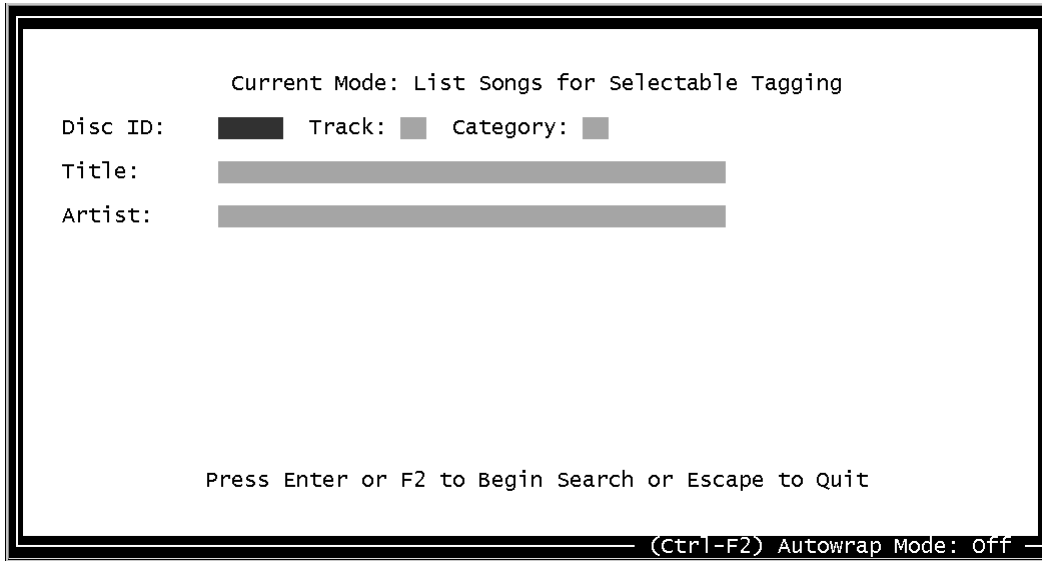 Current Mode: List Songs for Selectable Tagging
Disc ID: Track: Category:
Title:
Artist:
Press Enter or F2 to Begin Search or Escape to Quit
(Ctrl-F2) Autowrap Mode: Off